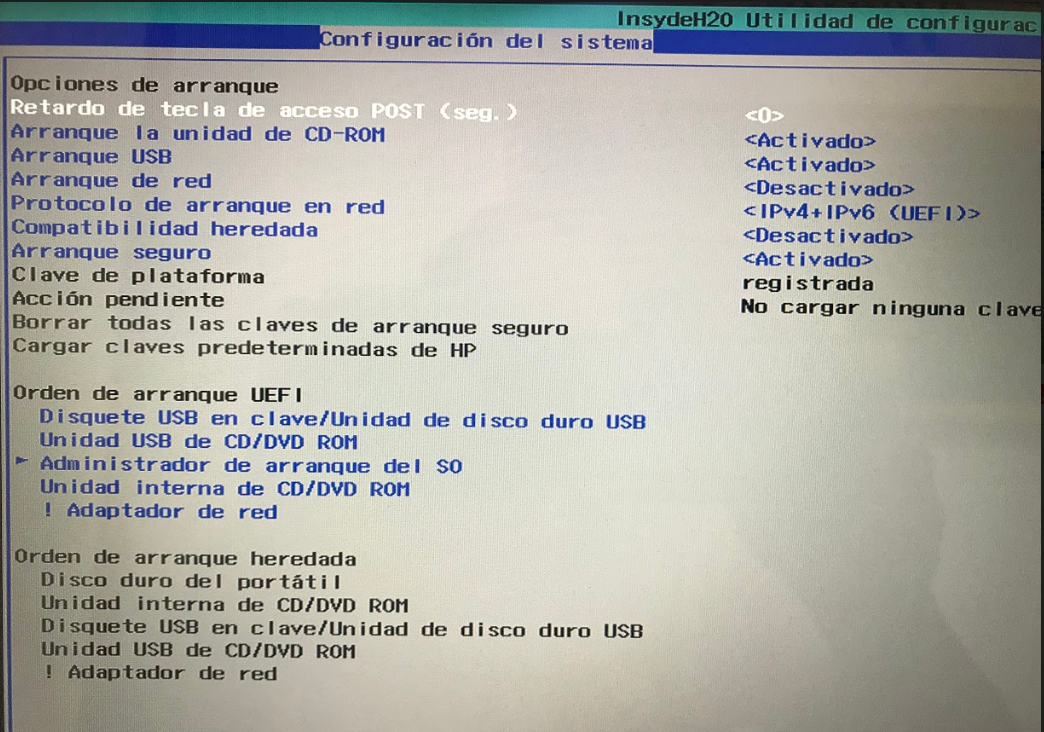 InsydeH2O Utilidad de configurac
Configuración del sistema
Opciones de arranque
Retardo de tecla de acceso POST (seg.) <0>
Arranque la unidad de CD-ROM <Activado>
Arranque USB <Activado>
Arranque de red <Desactivado>
Protocolo de arranque en red <IPv4+IPv6 (UEFI)>
Compatibilidad heredada <Desactivado>
Arranque seguro <Activado>
Clave de plataforma registrada
Acción pendiente No cargar ninguna clave
Borrar todas las claves de arranque seguro
Cargar claves predeterminadas de HP
Orden de arranque UEFI
Disquete USB en clave/Unidad de disco duro USB
Unidad USB de CD/DVD ROM
► Administrador de arranque del SO
Unidad interna de CD/DVD ROM
! Adaptador de red
Orden de arranque heredada
Disco duro del portátil
Unidad interna de CD/DVD ROM
Disquete USB en clave/Unidad de disco duro USB
Unidad USB de CD/DVD ROM
! Adaptador de red